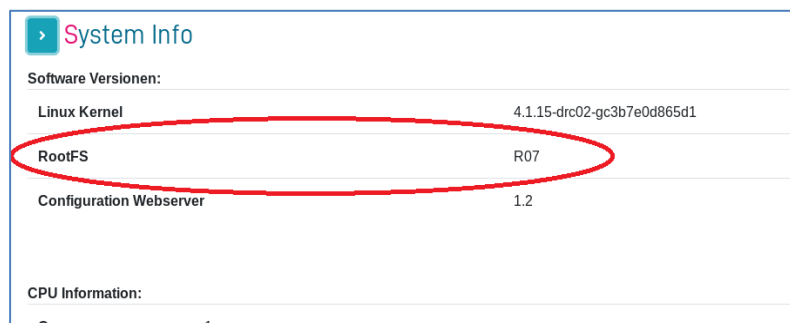 System Info
Software Versionen:
Linux Kernel 4.1.15-drc02-gc3b7e0d865d1
RootFS R07
Configuration Webserver 1.2
CPU Information: